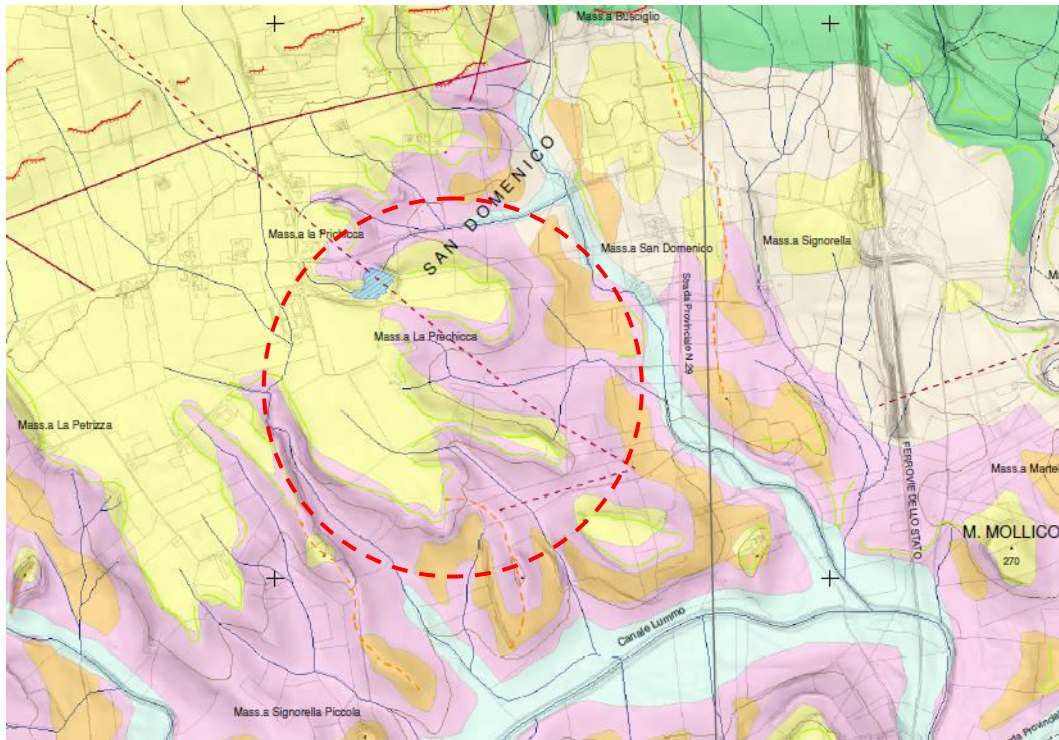 Mass.a Busciglio
SAN DOMENICO
Mass.a la Prichicca
Mass.a San Domenico
Mass.a Signorella
Strada Provinciale N 29
Mass.a La Prechicca
Mass.a La Petrizza
FERROVIE DELLO STATO
Mass.a Martel
M. MOLLICO
270
Canale Lummo
Mass.a Signorella Piccola